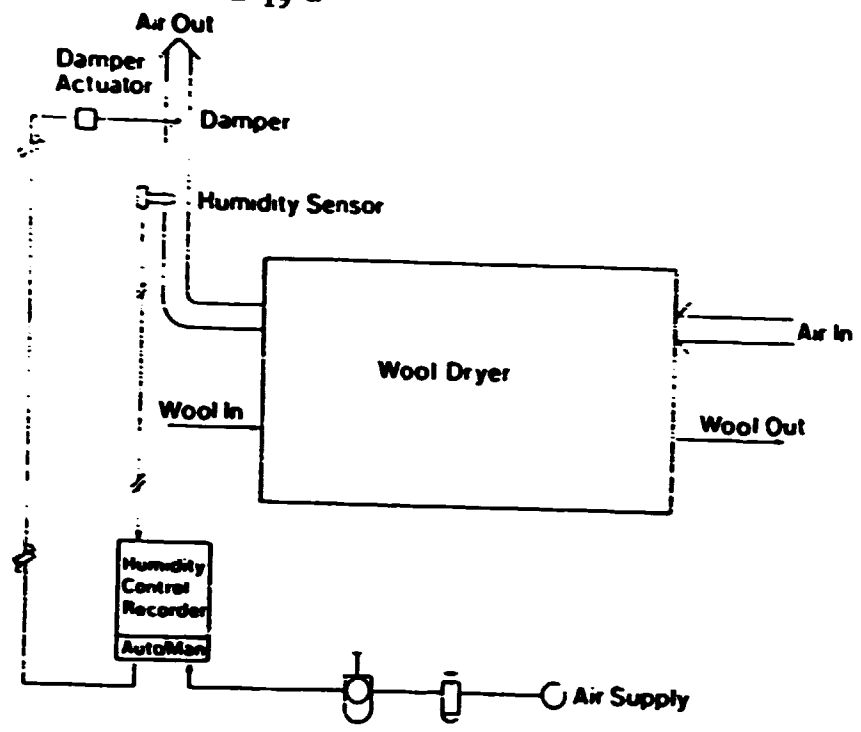 Air Out
Damper
Actuator
Damper
Humidity Sensor
Air In
Wool Dryer
Wool In
Wool Out
Humidity
Control
Recorder
Auto/Man
Air Supply